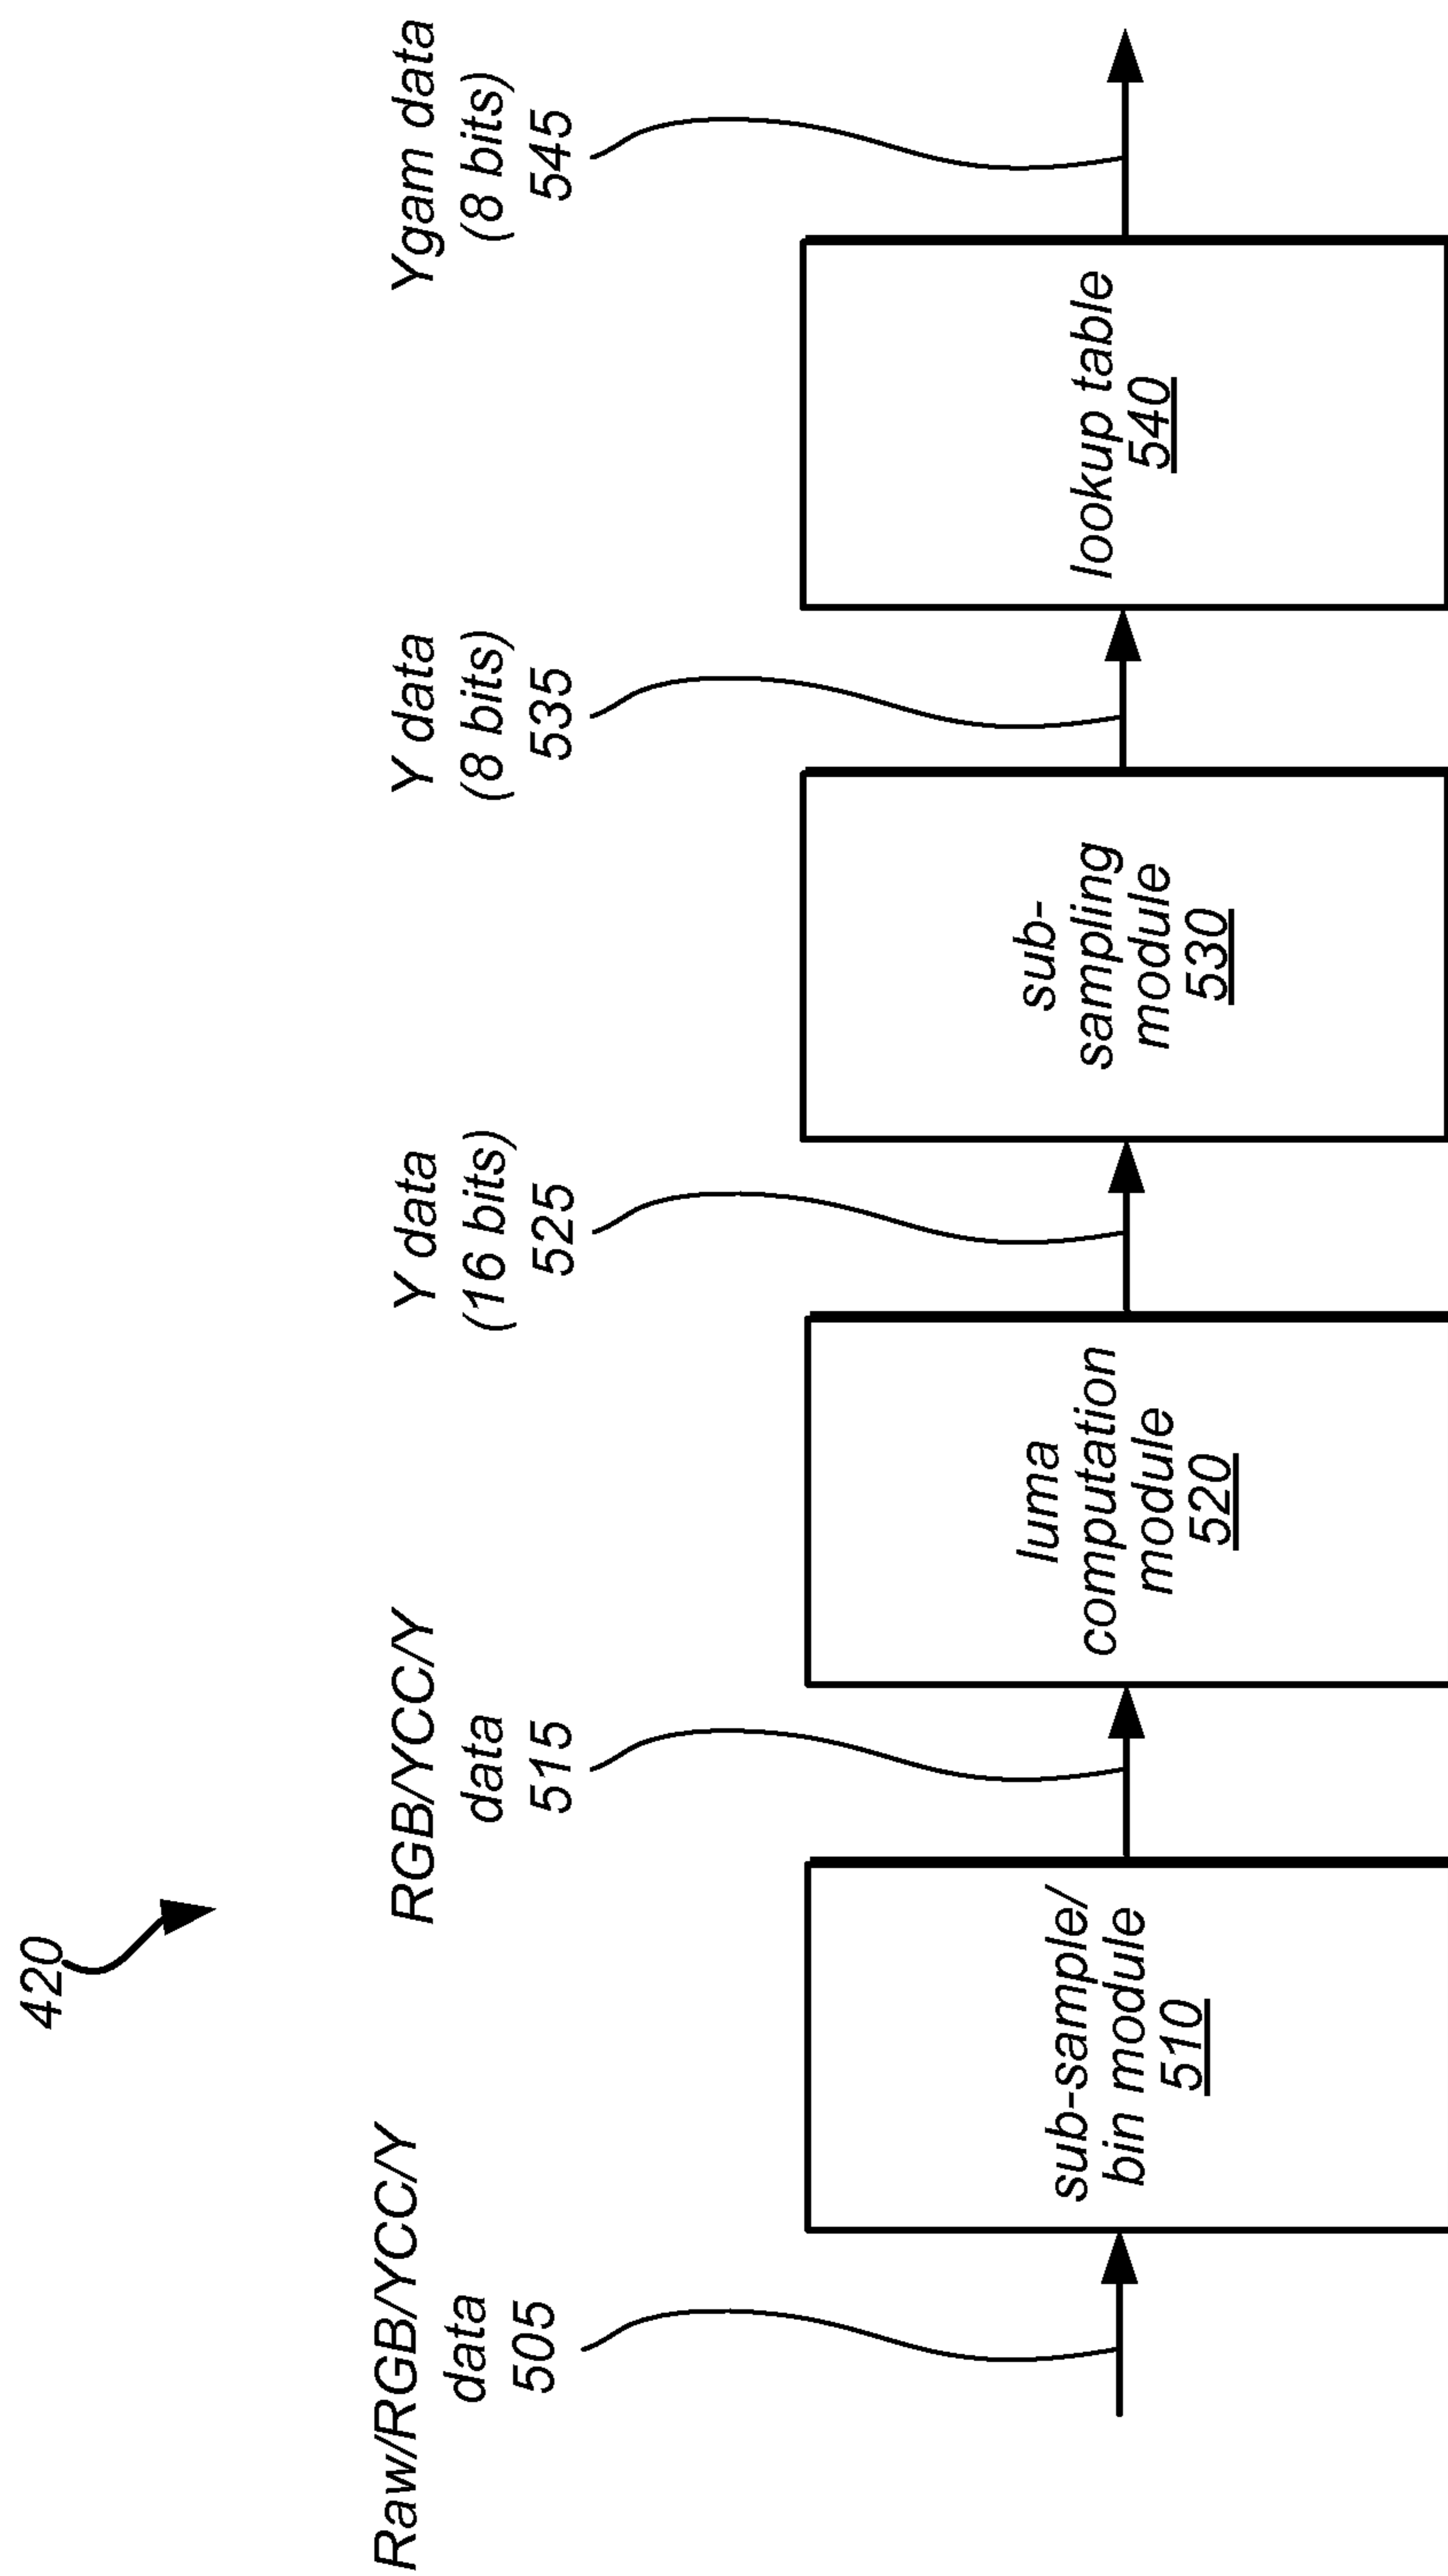 420
Raw/RGB/YCC/Y
data
505
RGB/YCC/Y
data
515
Y data
(16 bits)
525
Y data
(8 bits)
535
Ygam data
(8 bits)
545
sub-sample/
bin module
510
luma
computation
module
520
sub-
sampling
module
530
lookup table
540